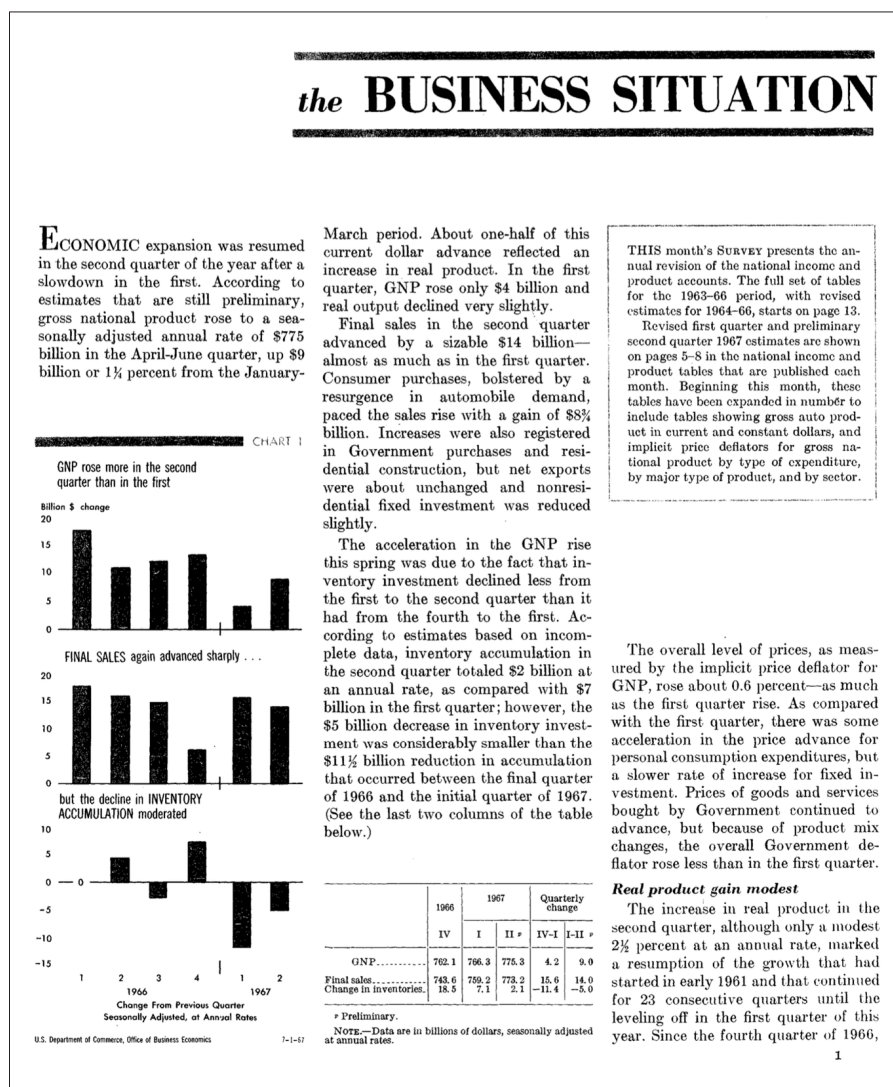 the BUSINESS SITUATION
ECONOMIC expansion was resumed
in the second quarter of the year after a
slowdown in the first. According to
estimates that are still preliminary,
gross national product rose to a sea-
sonally adjusted annual rate of $775
billion in the April-June quarter, up $9
billion or 1¼ percent from the January-
CHART 1
GNP rose more in the second
quarter than in the first
Billion $ change
20
15
10
5
0
FINAL SALES again advanced sharply . . .
20
15
10
5
0
but the decline in INVENTORY
ACCUMULATION moderated
10
5
0 — 0
-5
-10
-15
1 2 3 4 1 2
1966 1967
Change From Previous Quarter
Seasonally Adjusted, at Annual Rates
U.S. Department of Commerce, Office of Business Economics 7-1-67
March period. About one-half of this
current dollar advance reflected an
increase in real product. In the first
quarter, GNP rose only $4 billion and
real output declined very slightly.
Final sales in the second quarter
advanced by a sizable $14 billion—
almost as much as in the first quarter.
Consumer purchases, bolstered by a
resurgence in automobile demand,
paced the sales rise with a gain of $8¾
billion. Increases were also registered
in Government purchases and resi-
dential construction, but net exports
were about unchanged and nonresi-
dential fixed investment was reduced
slightly.
The acceleration in the GNP rise
this spring was due to the fact that in-
ventory investment declined less from
the first to the second quarter than it
had from the fourth to the first. Ac-
cording to estimates based on incom-
plete data, inventory accumulation in
the second quarter totaled $2 billion at
an annual rate, as compared with $7
billion in the first quarter; however, the
$5 billion decrease in inventory invest-
ment was considerably smaller than the
$11½ billion reduction in accumulation
that occurred between the final quarter
of 1966 and the initial quarter of 1967.
(See the last two columns of the table
below.)
1966 1967 Quarterly
change
IV I II p IV-I I-II p
GNP........... 762.1 766.3 775.3 4.2 9.0
Final sales............. 743.6 759.2 773.2 15.6 14.0
Change in inventories. 18.5 7.1 2.1 -11.4 -5.0
p Preliminary.
NOTE.—Data are in billions of dollars, seasonally adjusted
at annual rates.
THIS month's SURVEY presents the an-
nual revision of the national income and
product accounts. The full set of tables
for the 1963-66 period, with revised
estimates for 1964-66, starts on page 13.
Revised first quarter and preliminary
second quarter 1967 estimates are shown
on pages 5-8 in the national income and
product tables that are published each
month. Beginning this month, these
tables have been expanded in number to
include tables showing gross auto prod-
uct in current and constant dollars, and
implicit price deflators for gross na-
tional product by type of expenditure,
by major type of product, and by sector.
The overall level of prices, as meas-
ured by the implicit price deflator for
GNP, rose about 0.6 percent—as much
as the first quarter rise. As compared
with the first quarter, there was some
acceleration in the price advance for
personal consumption expenditures, but
a slower rate of increase for fixed in-
vestment. Prices of goods and services
bought by Government continued to
advance, but because of product mix
changes, the overall Government de-
flator rose less than in the first quarter.
Real product gain modest
The increase in real product in the
second quarter, although only a modest
2½ percent at an annual rate, marked
a resumption of the growth that had
started in early 1961 and that continued
for 23 consecutive quarters until the
leveling off in the first quarter of this
year. Since the fourth quarter of 1966,
1